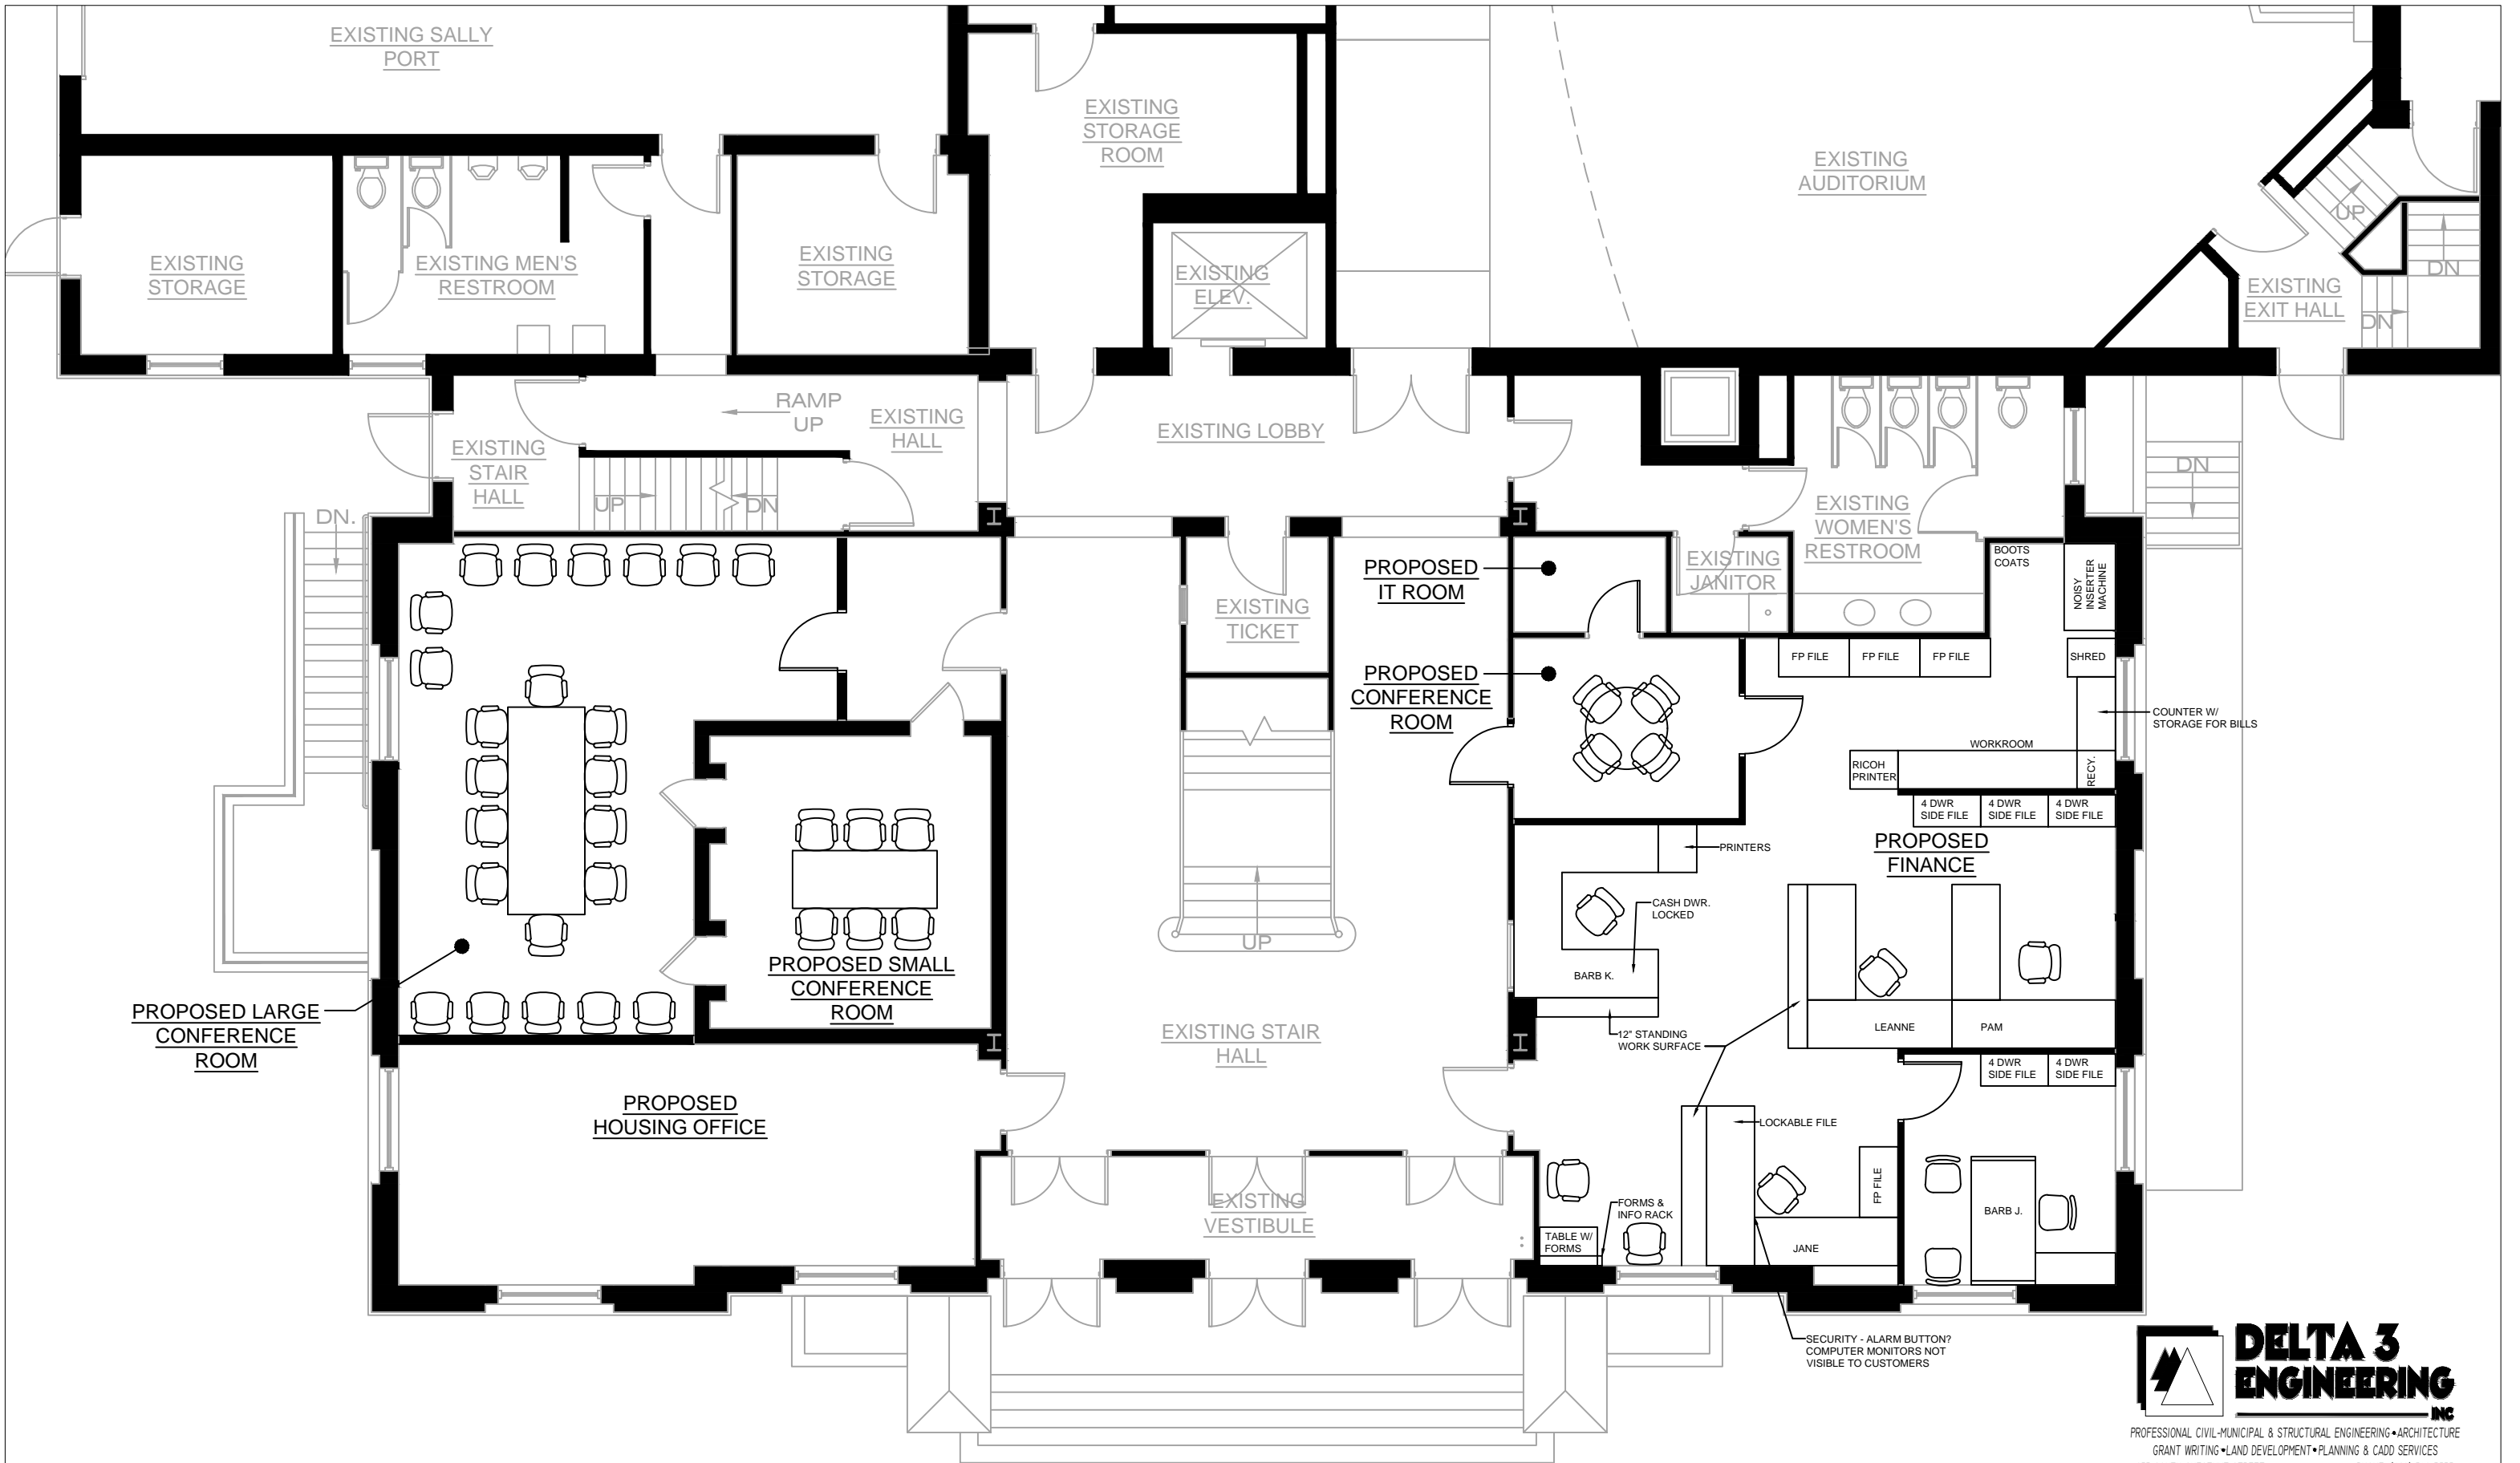 EXISTING SALLY
PORT
EXISTING
STORAGE
ROOM
EXISTING
AUDITORIUM
UP
DN
EXISTING
STORAGE
EXISTING MEN'S
RESTROOM
EXISTING
STORAGE
EXISTING
ELEV.
EXISTING
EXIT HALL
DN
RAMP
UP
EXISTING
HALL
EXISTING LOBBY
EXISTING
STAIR
HALL
UP
DN
DN.
DN
EXISTING
WOMEN'S
RESTROOM
EXISTING
JANITOR
EXISTING
TICKET
PROPOSED
IT ROOM
PROPOSED
CONFERENCE
ROOM
BOOTS
COATS
NOISY
INSERTER
MACHINE
FP FILE
FP FILE
FP FILE
SHRED
COUNTER W/
STORAGE FOR BILLS
WORKROOM
RICOH
PRINTER
RECY.
4 DWR
SIDE FILE
4 DWR
SIDE FILE
4 DWR
SIDE FILE
PROPOSED
FINANCE
PRINTERS
CASH DWR.
LOCKED
BARB K.
12" STANDING
WORK SURFACE
LEANNE
PAM
4 DWR
SIDE FILE
4 DWR
SIDE FILE
UP
EXISTING STAIR
HALL
PROPOSED SMALL
CONFERENCE
ROOM
PROPOSED LARGE
CONFERENCE
ROOM
PROPOSED
HOUSING OFFICE
LOCKABLE FILE
FP FILE
FORMS &
INFO RACK
TABLE W/
FORMS
JANE
BARB J.
EXISTING
VESTIBULE
SECURITY - ALARM BUTTON?
COMPUTER MONITORS NOT
VISIBLE TO CUSTOMERS
DELTA 3
ENGINEERING
INC
PROFESSIONAL CIVIL-MUNICIPAL & STRUCTURAL ENGINEERING•ARCHITECTURE
GRANT WRITING•LAND DEVELOPMENT•PLANNING & CADD SERVICES